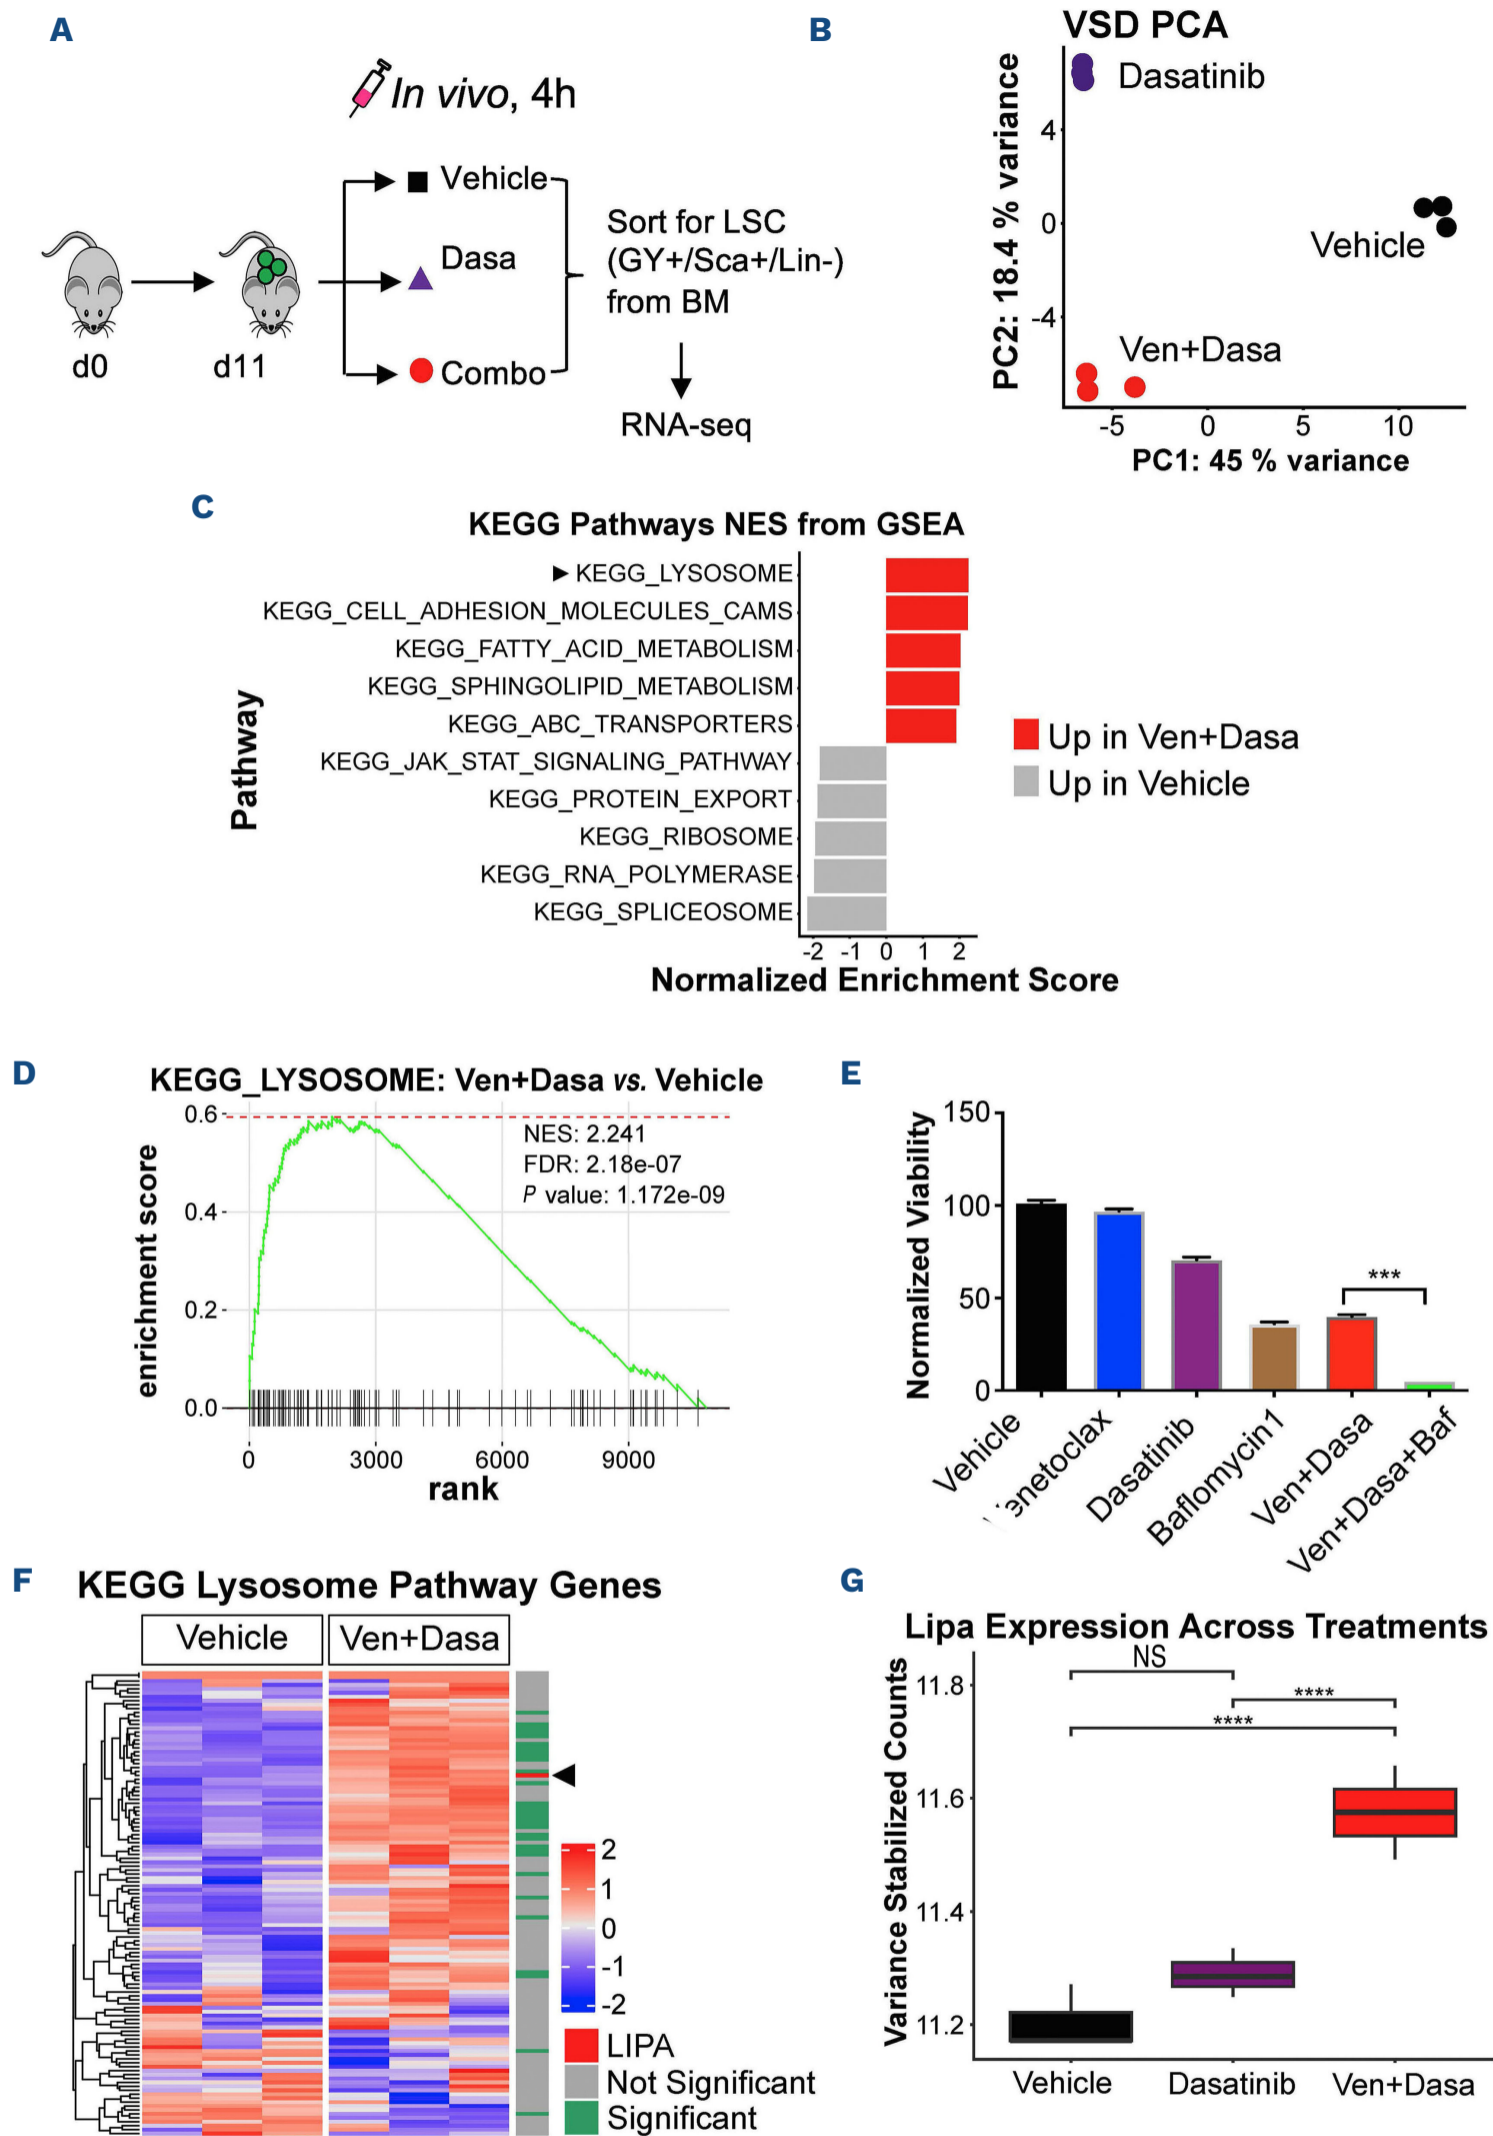 A
In vivo, 4h
Vehicle
Dasa
Combo
Sort for LSC
(GY+/Sca+/Lin-)
from BM
RNA-seq
d0
d11
B
VSD PCA
PC2: 18.4 % variance
4
0
-4
Dasatinib
Vehicle
Ven+Dasa
-5
0
5
10
PC1: 45 % variance
C
KEGG Pathways NES from GSEA
Pathway
KEGG_LYSOSOME
KEGG_CELL_ADHESION_MOLECULES_CAMS
KEGG_FATTY_ACID_METABOLISM
KEGG_SPHINGOLIPID_METABOLISM
KEGG_ABC_TRANSPORTERS
KEGG_JAK_STAT_SIGNALING_PATHWAY
KEGG_PROTEIN_EXPORT
KEGG_RIBOSOME
KEGG_RNA_POLYMERASE
KEGG_SPLICEOSOME
-2
-1
0
1
2
Normalized Enrichment Score
Up in Ven+Dasa
Up in Vehicle
D
KEGG_LYSOSOME: Ven+Dasa vs. Vehicle
enrichment score
0.6
0.4
0.2
0.0
NES: 2.241
FDR: 2.18e-07
P value: 1.172e-09
0
3000
6000
9000
rank
E
Normalized Viability
150
100
50
0
***
Vehicle
enetoclax
Dasatinib
Baflomycin1
Ven+Dasa
Ven+Dasa+Baf
F
KEGG Lysosome Pathway Genes
Vehicle
Ven+Dasa
2
1
0
-1
-2
LIPA
Not Significant
Significant
G
Lipa Expression Across Treatments
Variance Stabilized Counts
11.8
11.6
11.4
11.2
NS
****
****
Vehicle
Dasatinib
Ven+Dasa